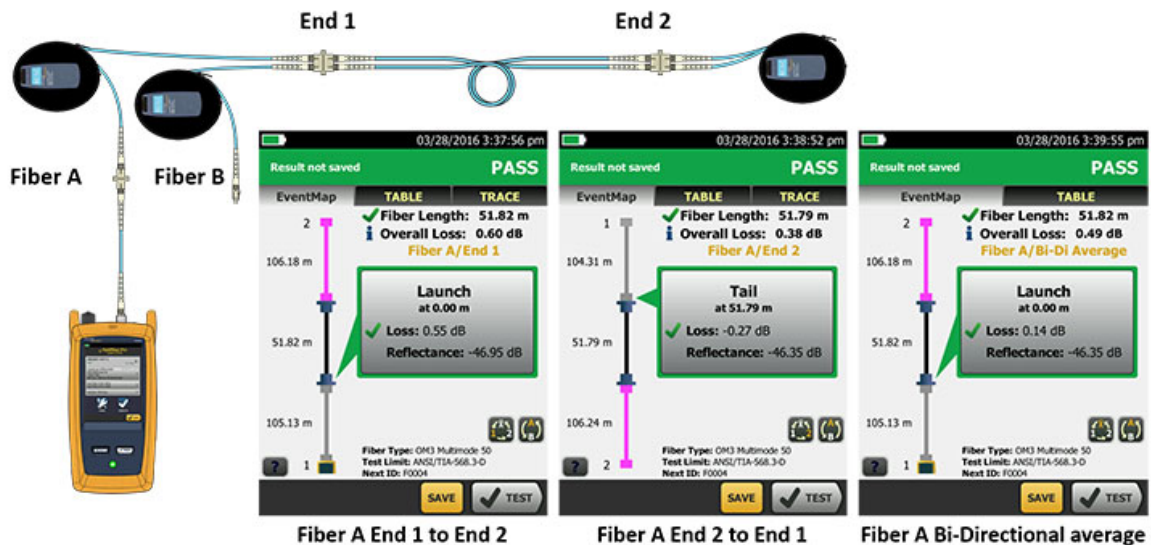 End 1
End 2
Fiber A
Fiber B
03/28/2016 3:37:56 pm
Result not saved
PASS
EventMap
TABLE
TRACE
2
Fiber Length: 51.82 m
Overall Loss: 0.60 dB
Fiber A/End 1
106.18 m
Launch
at 0.00 m
Loss: 0.55 dB
51.82 m
Reflectance: -46.95 dB
105.13 m
Fiber Type: OM3 Multimode 50
Test Limit: ANSI/TIA-568.3-D
1
Next ID: F0004
?
SAVE
TEST
Fiber A End 1 to End 2
03/28/2016 3:38:52 pm
Result not saved
PASS
EventMap
TABLE
TRACE
1
Fiber Length: 51.79 m
Overall Loss: 0.38 dB
Fiber A/End 2
104.31 m
Tail
at 51.79 m
Loss: -0.27 dB
51.79 m
Reflectance: -46.35 dB
106.24 m
Fiber Type: OM3 Multimode 50
Test Limit: ANSI/TIA-568.3-D
2
Next ID: F0004
?
SAVE
TEST
Fiber A End 2 to End 1
03/28/2016 3:39:55 pm
Result not saved
PASS
EventMap
TABLE
TRACE
2
Fiber Length: 51.82 m
Overall Loss: 0.49 dB
Fiber A/Bi-Di Average
106.18 m
Launch
at 0.00 m
Loss: 0.14 dB
51.82 m
Reflectance: -46.35 dB
105.13 m
Fiber Type: OM3 Multimode 50
Test Limit: ANSI/TIA-568.3-D
1
Next ID: F0004
?
SAVE
TEST
Fiber A Bi-Directional average